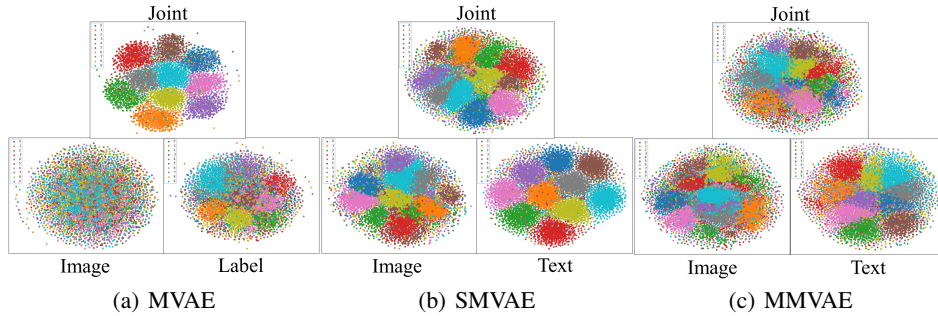 Joint
Joint
Joint
Image
Label
Image
Text
Image
Text
(a) MVAE
(b) SMVAE
(c) MMVAE